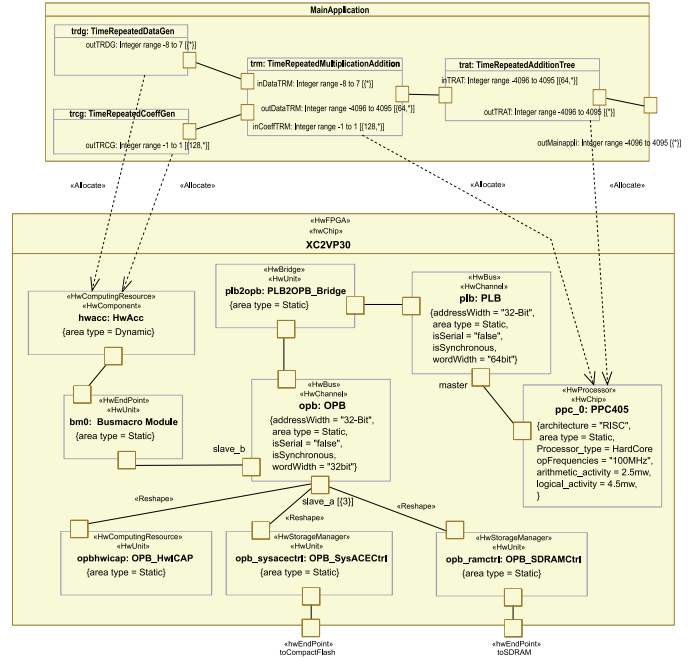 MainApplication
trdg: TimeRepeatedDataGen
outTRDG: Integer range -8 to 7 [{*}]
trcg: TimeRepeatedCoeffGen
outTRCG: Integer range -1 to 1 [{128,*}]
trm: TimeRepeatedMultiplicationAddition
inDataTRM: Integer range -8 to 7 [{*}]
outDataTRM: Integer range -4096 to 4095 [{64,*}]
inCoeffTRM: Integer range -1 to 1 [{128,*}]
trat: TimeRepeatedAdditionTree
inTRAT: Integer range -4096 to 4095 [{64,*}]
outTRAT: Integer range -4096 to 4095 [{*}]
outMainappli: Integer range -4096 to 4095 [{*}]
«Allocate»
«Allocate»
«Allocate»
«Allocate»
«HwFPGA»
«hwChip»
XC2VP30
«HwComputingResource»
«HwComponent»
hwacc: HwAcc
{area type = Dynamic}
«HwBridge»
«HwUnit»
plb2opb: PLB2OPB_Bridge
{area type = Static}
«HwBus»
«HwChannel»
plb: PLB
{addressWidth = "32-Bit",
area type = Static,
isSerial = "false",
isSynchronous,
wordWidth = "64bit"}
master
«HwEndPoint»
«HwUnit»
bm0: Busmacro Module
{area type = Static}
slave_b
«HwBus»
«HwChannel»
opb: OPB
{addressWidth = "32-Bit",
area type = Static,
isSerial = "false",
isSynchronous,
wordWidth = "32bit"}
slave_a [{3}]
«HwProcessor»
«HwChip»
ppc_0: PPC405
{architecture = "RISC",
area type = Static,
Processor_type = HardCore
opFrequencies = "100MHz",
arithmetic_activity = 2.5mw,
logical_activity = 4.5mw,
}
«Reshape»
«Reshape»
«Reshape»
«HwComputingResource»
«HwUnit»
opbhwicap: OPB_HwICAP
{area type = Static}
«HwStorageManager»
«HwUnit»
opb_sysacectrl: OPB_SysACECtrl
{area type = Static}
«HwStorageManager»
«HwUnit»
opb_ramctrl: OPB_SDRAMCtrl
{area type = Static}
«hwEndPoint»
toCompactFlash
«hwEndPoint»
toSDRAM